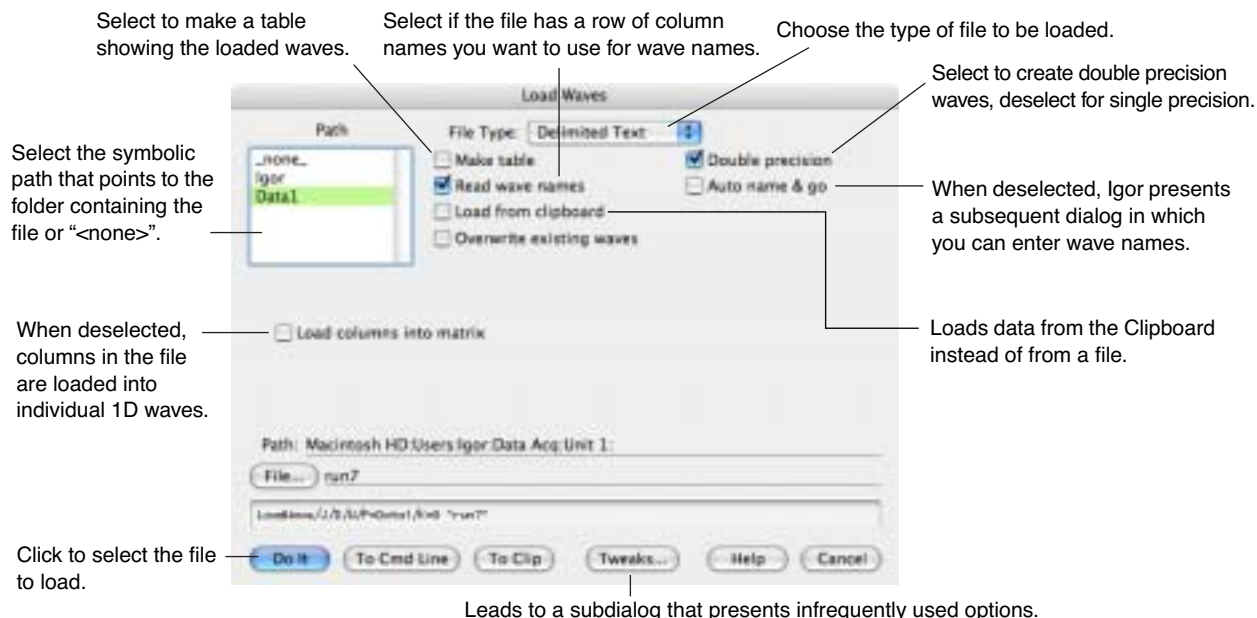 Select to make a table
showing the loaded waves.
Select if the file has a row of column
names you want to use for wave names.
Choose the type of file to be loaded.
Select to create double precision
waves, deselect for single precision.
Load Waves
Path
File Type: Delimited Text
Select the symbolic
path that points to the
folder containing the
file or “<none>”.
_none_
Igor
Data1
Make table
Read wave names
Load from clipboard
Overwrite existing waves
Double precision
Auto name & go
When deselected, Igor presents
a subsequent dialog in which
you can enter wave names.
When deselected,
columns in the file
are loaded into
individual 1D waves.
Load columns into matrix
Loads data from the Clipboard
instead of from a file.
Path: Macintosh HD:Users:Igor:Data Acq:Unit 1:
File... run7
"run7"
Click to select the file
to load.
Do It To Cmd Line To Clip Tweaks... Help Cancel
Leads to a subdialog that presents infrequently used options.